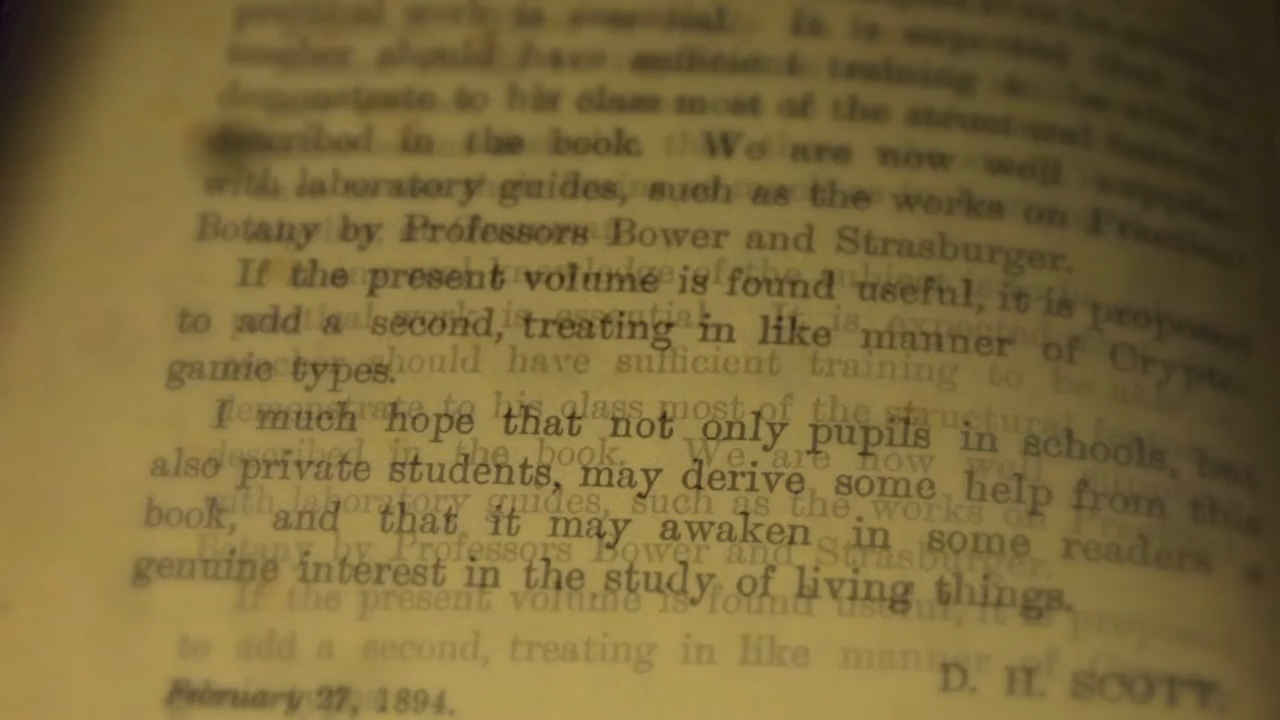 practical work is essential. It is expected that the
teacher should have sufficient training to be able to
demonstrate to his class most of the structural features
described in the book. We are now well supplied
with laboratory guides, such as the works on Practical
Botany by Professors Bower and Strasburger.
If the present volume is found useful, it is proposed
to add a second, treating in like manner of Crypto-
gamic types.
I much hope that not only pupils in schools, but
also private students, may derive some help from this
book, and that it may awaken in some readers a
genuine interest in the study of living things.
D. H. SCOTT.
February 27, 1894.